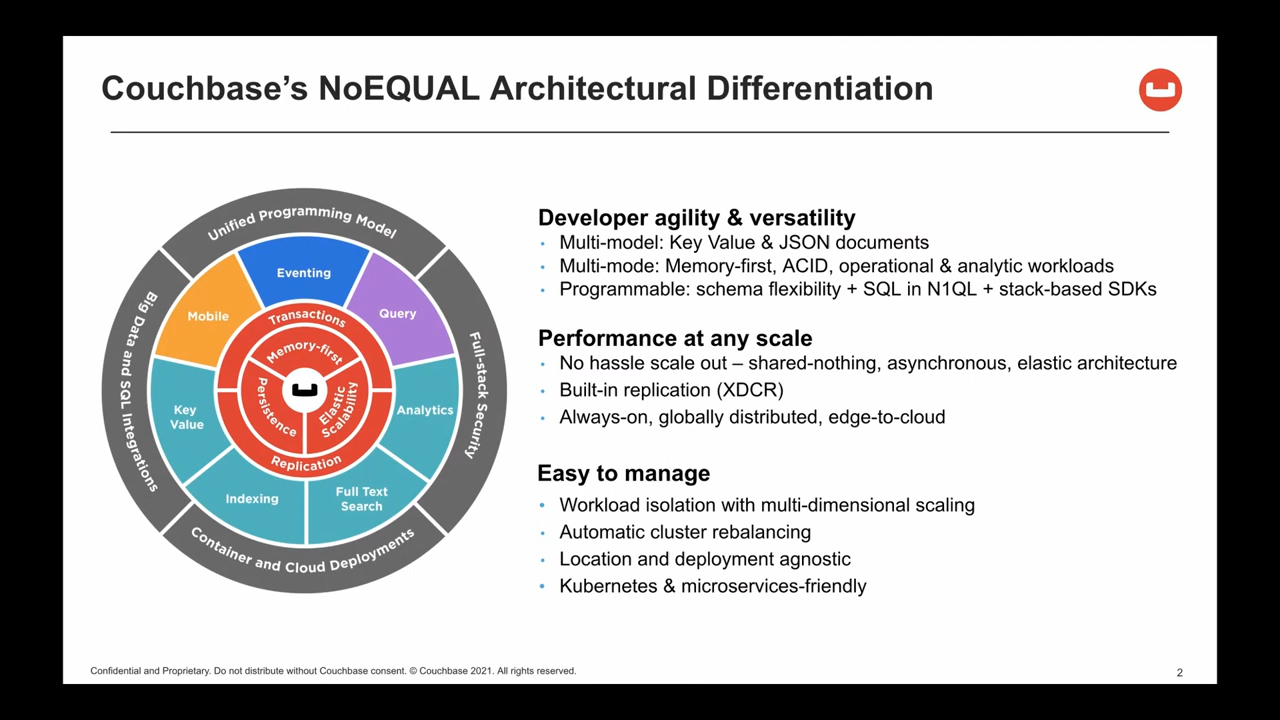 Couchbase’s NoEQUAL Architectural Differentiation
Unified Programming Model
Big Data and SQL Integrations
Full-stack Security
Container and Cloud Deployments
Eventing
Mobile
Query
Key
Value
Analytics
Indexing
Full Text
Search
Transactions
Replication
Memory-first
Persistence
Elastic
Scalability
Developer agility & versatility
• Multi-model: Key Value & JSON documents
• Multi-mode: Memory-first, ACID, operational & analytic workloads
• Programmable: schema flexibility + SQL in N1QL + stack-based SDKs
Performance at any scale
• No hassle scale out – shared-nothing, asynchronous, elastic architecture
• Built-in replication (XDCR)
• Always-on, globally distributed, edge-to-cloud
Easy to manage
• Workload isolation with multi-dimensional scaling
• Automatic cluster rebalancing
• Location and deployment agnostic
• Kubernetes & microservices-friendly
Confidential and Proprietary. Do not distribute without Couchbase consent. © Couchbase 2021. All rights reserved.
2